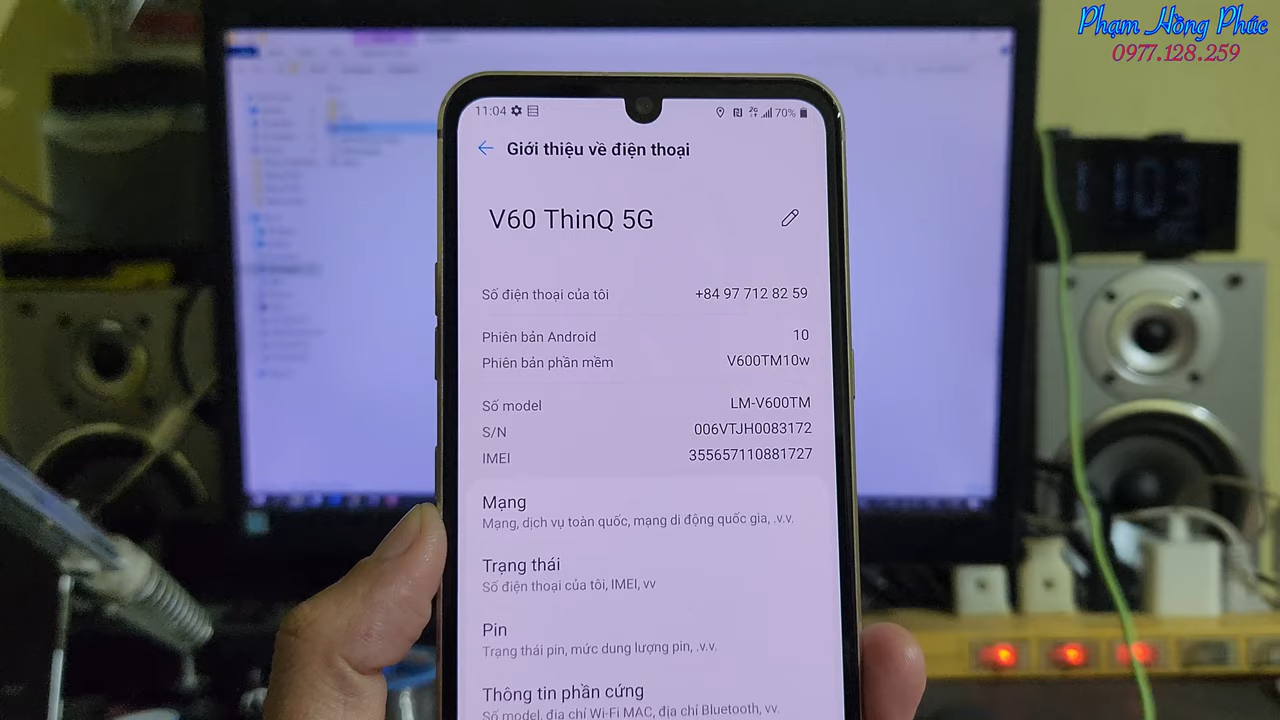 Phạm Hồng Phúc
0977.128.259
11:04
2G 70%
Giới thiệu về điện thoại
V60 ThinQ 5G
Số điện thoại của tôi +84 97 712 82 59
Phiên bản Android 10
Phiên bản phần mềm V600TM10w
Số model LM-V600TM
S/N 006VTJH0083172
IMEI 355657110881727
Mạng
Mạng, dịch vụ toàn quốc, mạng di động quốc gia, .v.v.
Trạng thái
Số điện thoại của tôi, IMEI, vv
Pin
Trạng thái pin, mức dung lượng pin, .v.v.
Thông tin phần cứng
Số model, địa chỉ Wi-Fi MAC, địa chỉ Bluetooth, vv.
1103